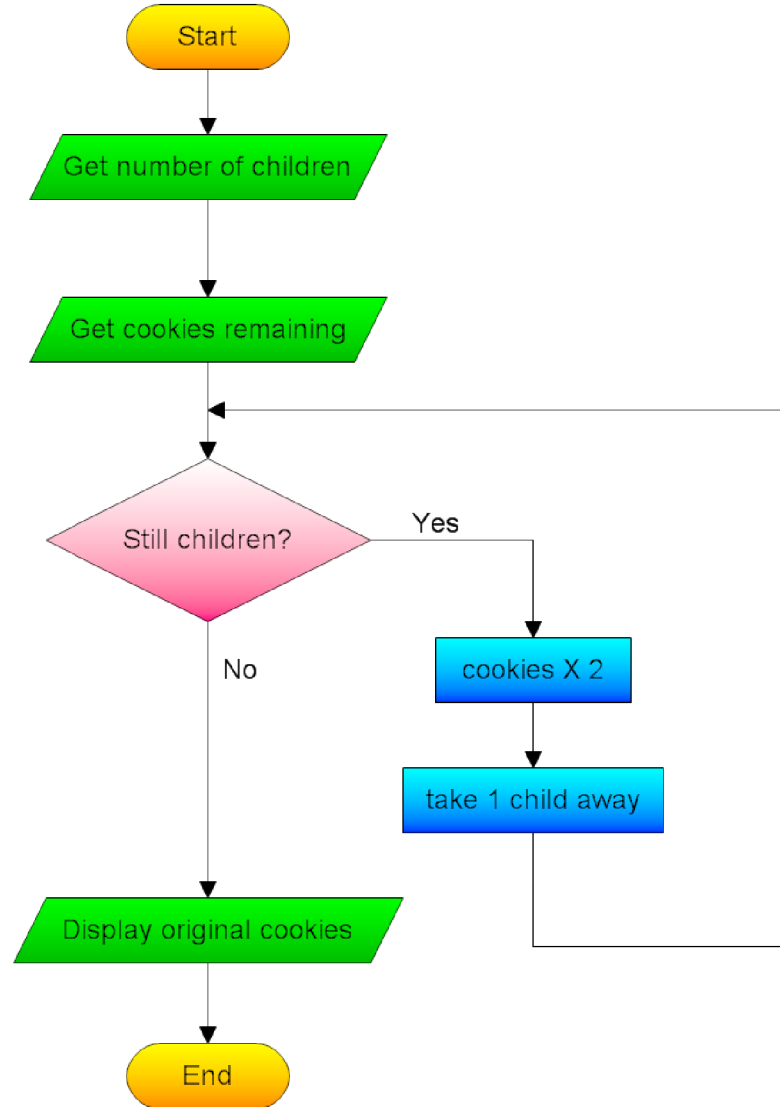 Start
Get number of children
Get cookies remaining
Still children?
Yes
No
cookies X 2
take 1 child away
Display original cookies
End